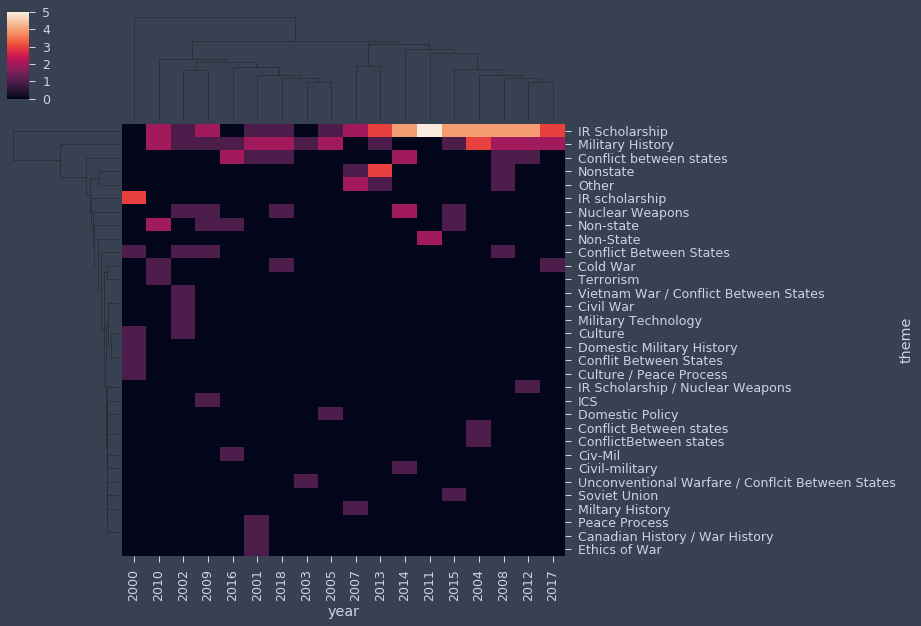 5
4
3
2
1
0
IR Scholarship
Military History
Conflict between states
Nonstate
Other
IR scholarship
Nuclear Weapons
Non-state
Non-State
Conflict Between States
Cold War
Terrorism
Vietnam War / Conflict Between States
Civil War
Military Technology
Culture
Domestic Military History
Conflit Between States
Culture / Peace Process
IR Scholarship / Nuclear Weapons
ICS
Domestic Policy
Conflict Between states
ConflictBetween states
Civ-Mil
Civil-military
Unconventional Warfare / Conflcit Between States
Soviet Union
Miltary History
Peace Process
Canadian History / War History
Ethics of War
theme
2000 2010 2002 2009 2016 2001 2018 2003 2005 2007 2013 2014 2011 2015 2004 2008 2012 2017
year